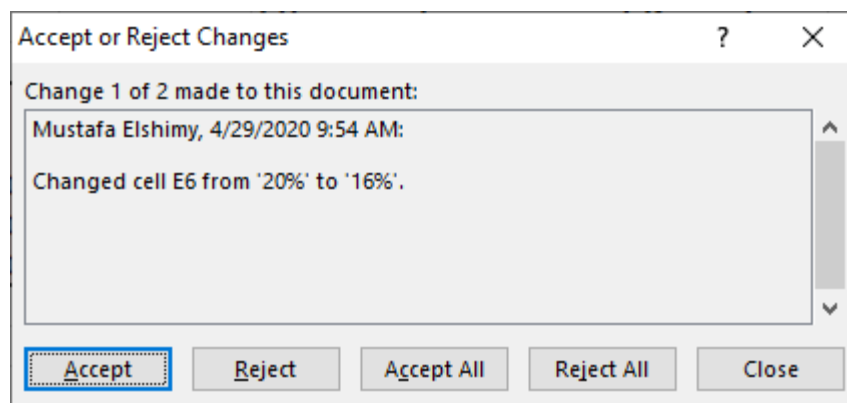 Accept or Reject Changes ?
Change 1 of 2 made to this document:
Mustafa Elshimy, 4/29/2020 9:54 AM:
Changed cell E6 from '20%' to '16%'.
Accept Reject Accept All Reject All Close